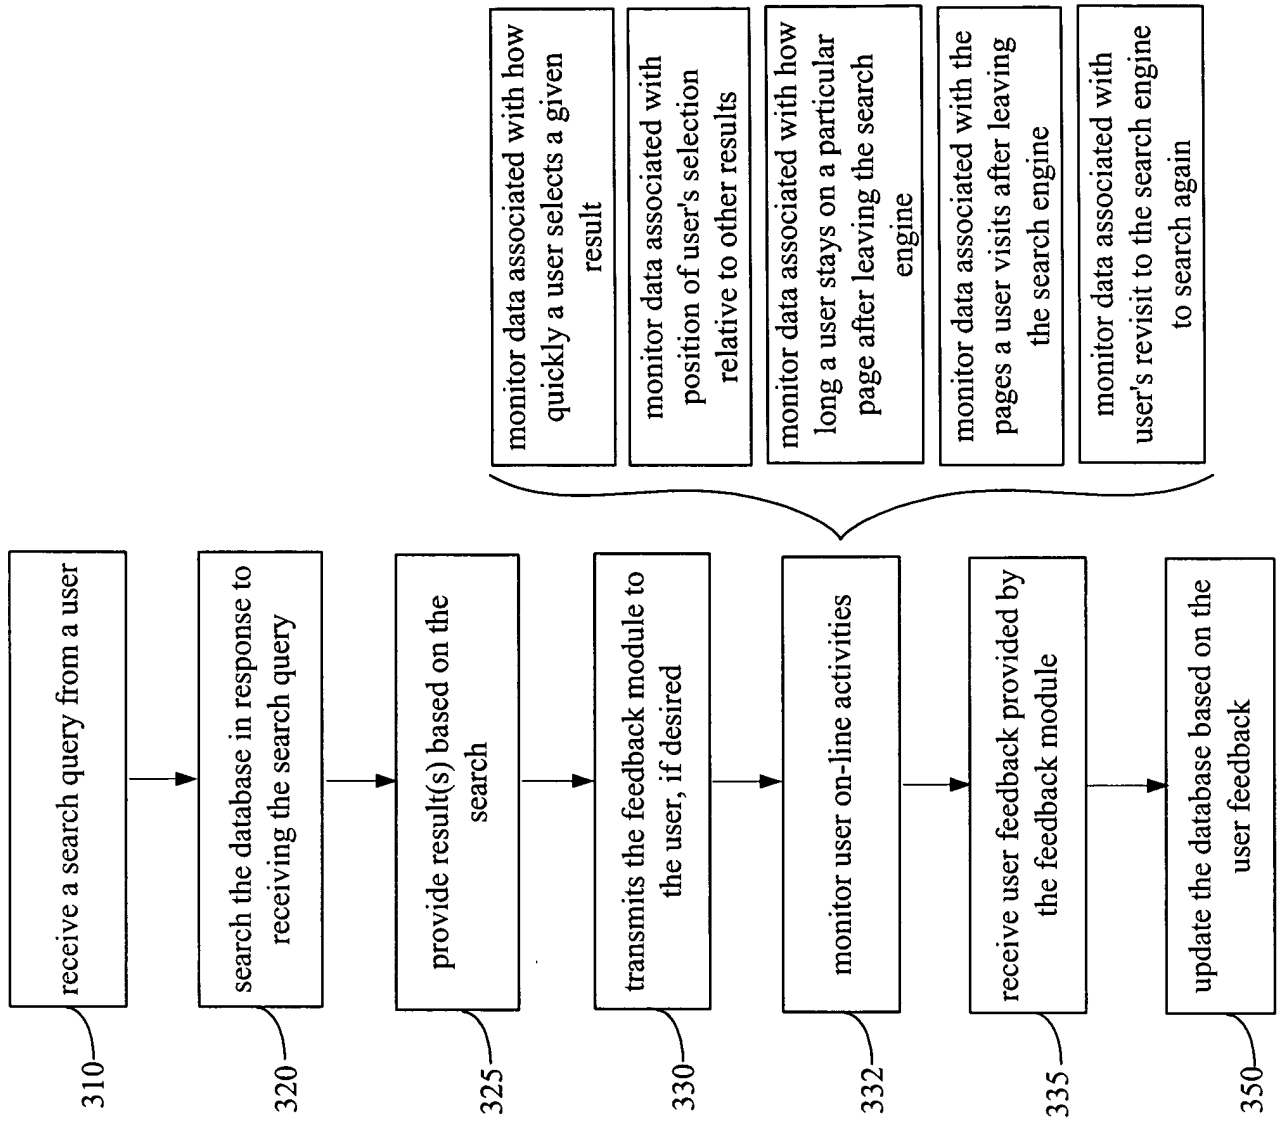 310
receive a search query from a user
320
search the database in response to
receiving the search query
325
provide result(s) based on the
search
330
transmits the feedback module to
the user, if desired
332
monitor user on-line activities
335
receive user feedback provided by
the feedback module
350
update the database based on the
user feedback
monitor data associated with how
quickly a user selects a given
result
monitor data associated with
position of user's selection
relative to other results
monitor data associated with how
long a user stays on a particular
page after leaving the search
engine
monitor data associated with the
pages a user visits after leaving
the search engine
monitor data associated with
user's revisit to the search engine
to search again